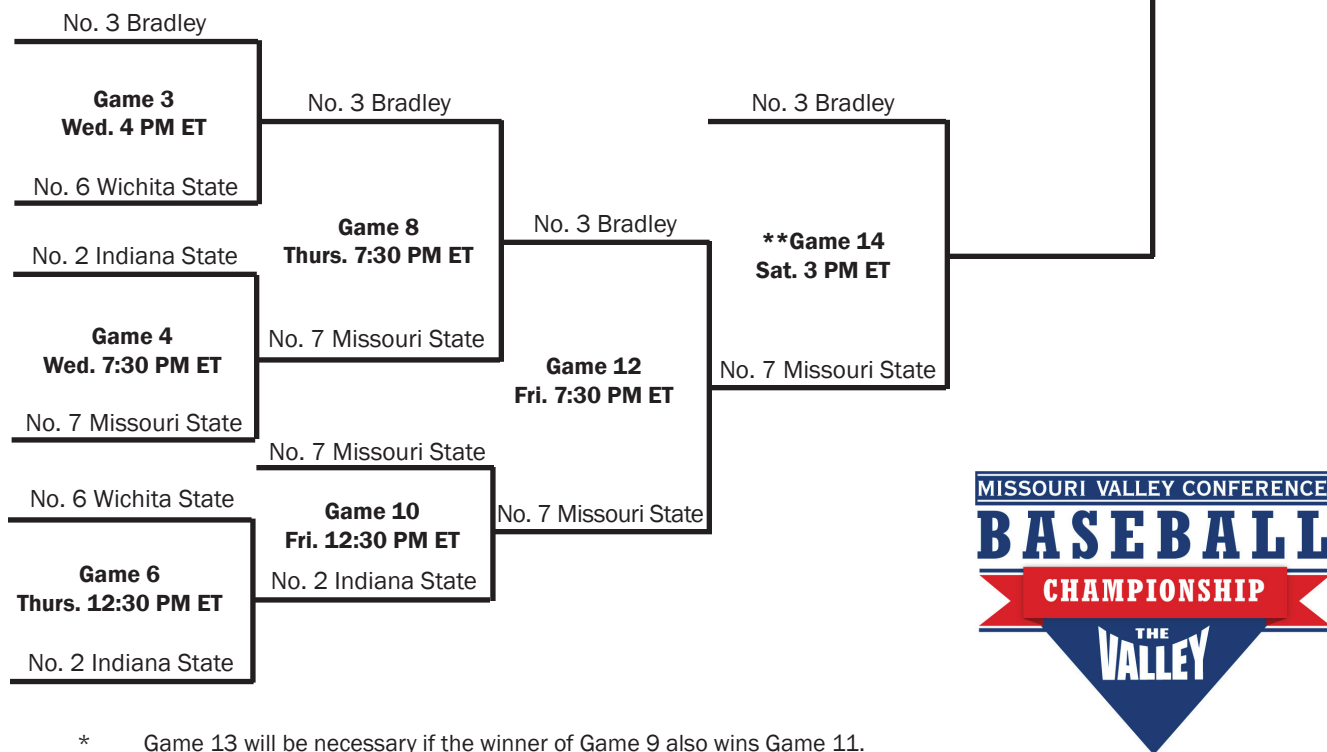 No. 3 Bradley
Game 3
Wed. 4 PM ET
No. 6 Wichita State
No. 2 Indiana State
Game 4
Wed. 7:30 PM ET
No. 7 Missouri State
No. 6 Wichita State
Game 6
Thurs. 12:30 PM ET
No. 2 Indiana State
No. 3 Bradley
Game 8
Thurs. 7:30 PM ET
No. 7 Missouri State
No. 7 Missouri State
Game 10
Fri. 12:30 PM ET
No. 2 Indiana State
No. 3 Bradley
Game 12
Fri. 7:30 PM ET
No. 7 Missouri State
No. 3 Bradley
**Game 14
Sat. 3 PM ET
No. 7 Missouri State
MISSOURI VALLEY CONFERENCE
BASEBALL
CHAMPIONSHIP
THE
VALLEY
* Game 13 will be necessary if the winner of Game 9 also wins Game 11.